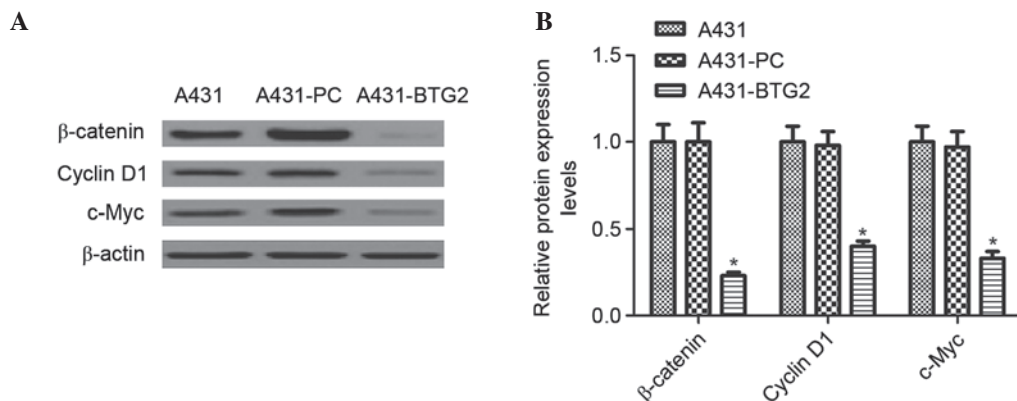 A
A431 A431-PC A431-BTG2
β-catenin
Cyclin D1
c-Myc
β-actin
B
A431
A431-PC
A431-BTG2
Relative protein expression
levels
1.5
1.0
0.5
0.0
*
*
*
β-catenin
Cyclin D1
c-Myc